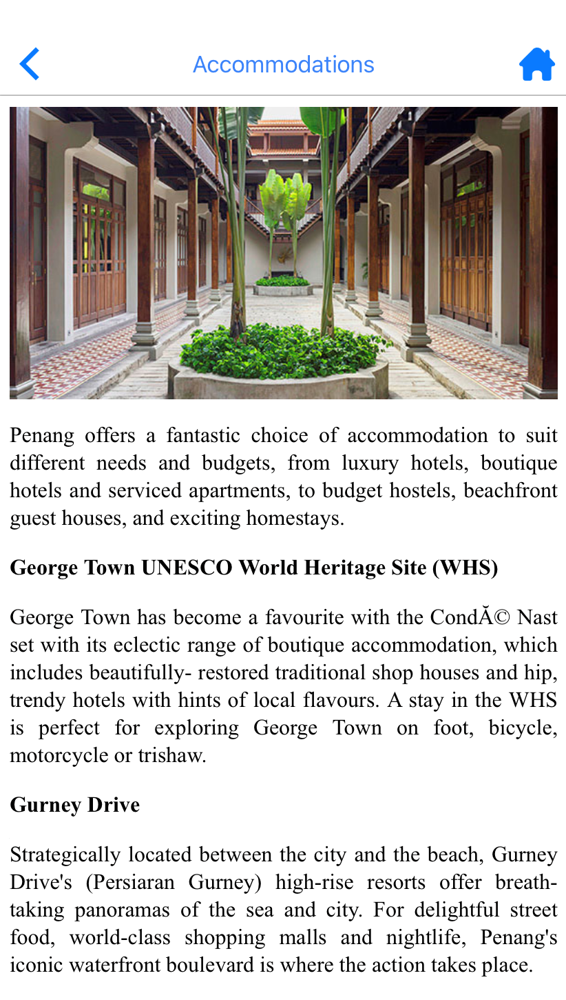 Accommodations
Penang offers a fantastic choice of accommodation to suit
different needs and budgets, from luxury hotels, boutique
hotels and serviced apartments, to budget hostels, beachfront
guest houses, and exciting homestays.
George Town UNESCO World Heritage Site (WHS)
George Town has become a favourite with the CondĂ© Nast
set with its eclectic range of boutique accommodation, which
includes beautifully- restored traditional shop houses and hip,
trendy hotels with hints of local flavours. A stay in the WHS
is perfect for exploring George Town on foot, bicycle,
motorcycle or trishaw.
Gurney Drive
Strategically located between the city and the beach, Gurney
Drive's (Persiaran Gurney) high-rise resorts offer breath-
taking panoramas of the sea and city. For delightful street
food, world-class shopping malls and nightlife, Penang's
iconic waterfront boulevard is where the action takes place.